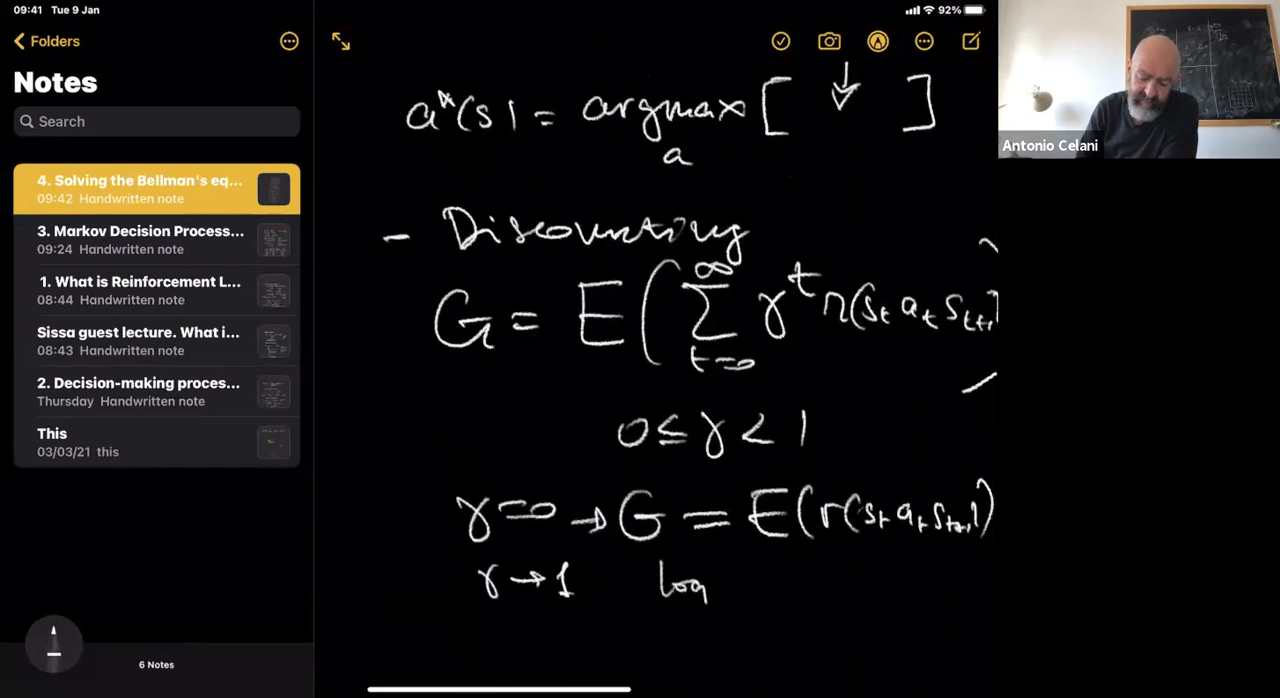 09:41 Tue 9 Jan
92%
Folders
Notes
Search
4. Solving the Bellman's eq...
09:42 Handwritten note
3. Markov Decision Process...
09:24 Handwritten note
1. What is Reinforcement L...
08:44 Handwritten note
Sissa guest lecture. What i...
08:43 Handwritten note
2. Decision-making proces...
Thursday Handwritten note
This
03/03/21 this
6 Notes
a*(s) = argmax [ ↓ ]
a
- Discounting
G = E( ∑ γ^t r(s_t a_t s_{t+1})
∞
t=0
0 ≤ γ < 1
γ=0 → G = E(r(s_t a_t s_{t+1})
γ → 1 lon
Antonio Celani